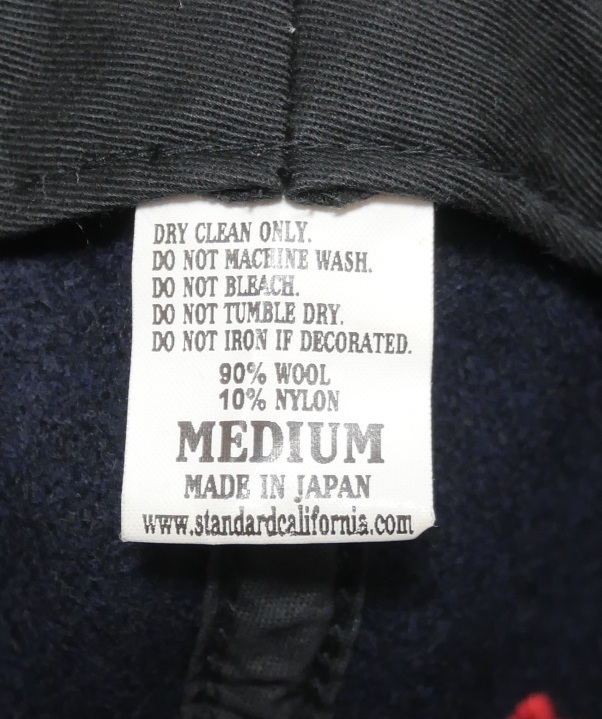 DRY CLEAN ONLY.
DO NOT MACHINE WASH.
DO NOT BLEACH.
DO NOT TUMBLE DRY.
DO NOT IRON IF DECORATED.
90% WOOL
10% NYLON
MEDIUM
MADE IN JAPAN
www.standardcalifornia.com